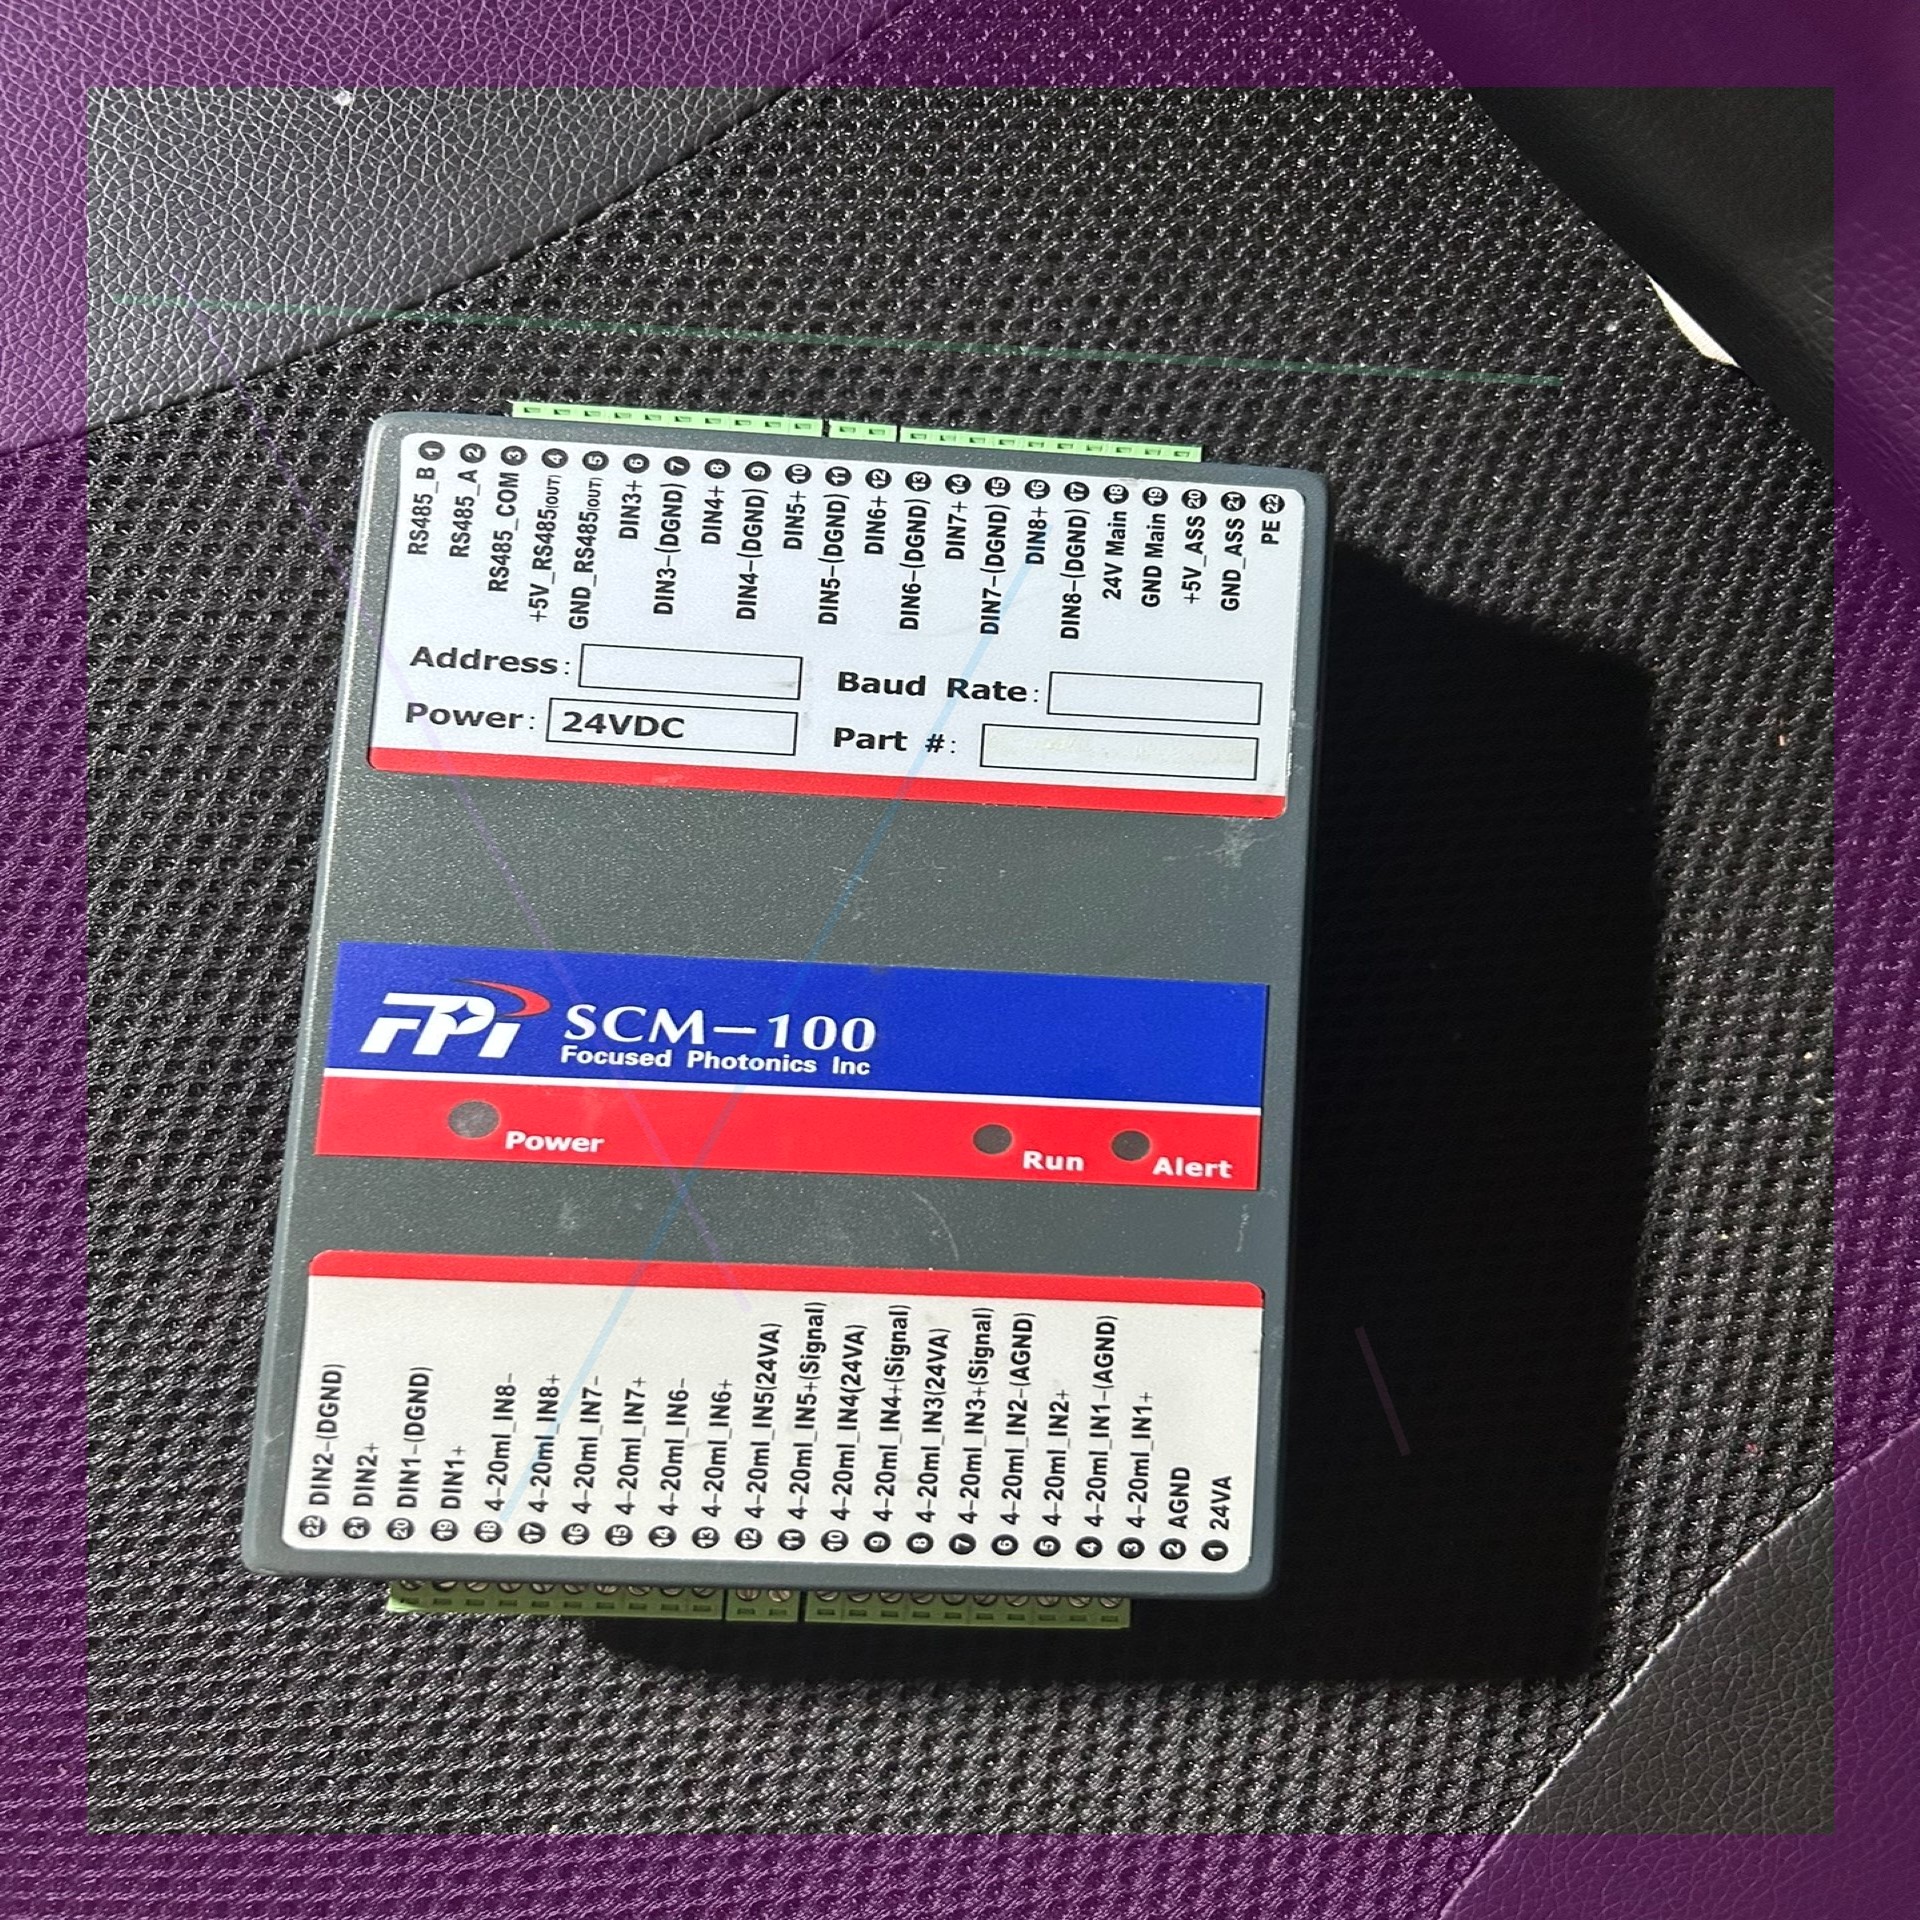 RS485_B 1
RS485_A 2
RS485_COM 3
+5V_RS485(OUT) 4
GND_RS485(OUT) 5
DIN3+ 6
DIN3-(DGND) 7
DIN4+ 8
DIN4-(DGND) 9
DIN5+ 10
DIN5-(DGND) 11
DIN6+ 12
DIN6-(DGND) 13
DIN7+ 14
DIN7-(DGND) 15
DIN8+ 16
DIN8-(DGND) 17
24V Main 18
GND Main 19
+5V_ASS 20
GND_ASS 21
PE 22
Address:
Baud Rate:
Power: 24VDC
Part #:
FPI
SCM-100
Focused Photonics Inc
Power
Run
Alert
22 DIN2-(DGND)
21 DIN2+
20 DIN1-(DGND)
19 DIN1+
18 4-20ml_IN8-
17 4-20ml_IN8+
16 4-20ml_IN7-
15 4-20ml_IN7+
14 4-20ml_IN6-
13 4-20ml_IN6+
12 4-20ml_IN5(24VA)
11 4-20ml_IN5+(Signal)
10 4-20ml_IN4(24VA)
9 4-20ml_IN4+(Signal)
8 4-20ml_IN3(24VA)
7 4-20ml_IN3+(Signal)
6 4-20ml_IN2-(AGND)
5 4-20ml_IN2+
4 4-20ml_IN1-(AGND)
3 4-20ml_IN1+
2 AGND
1 24VA